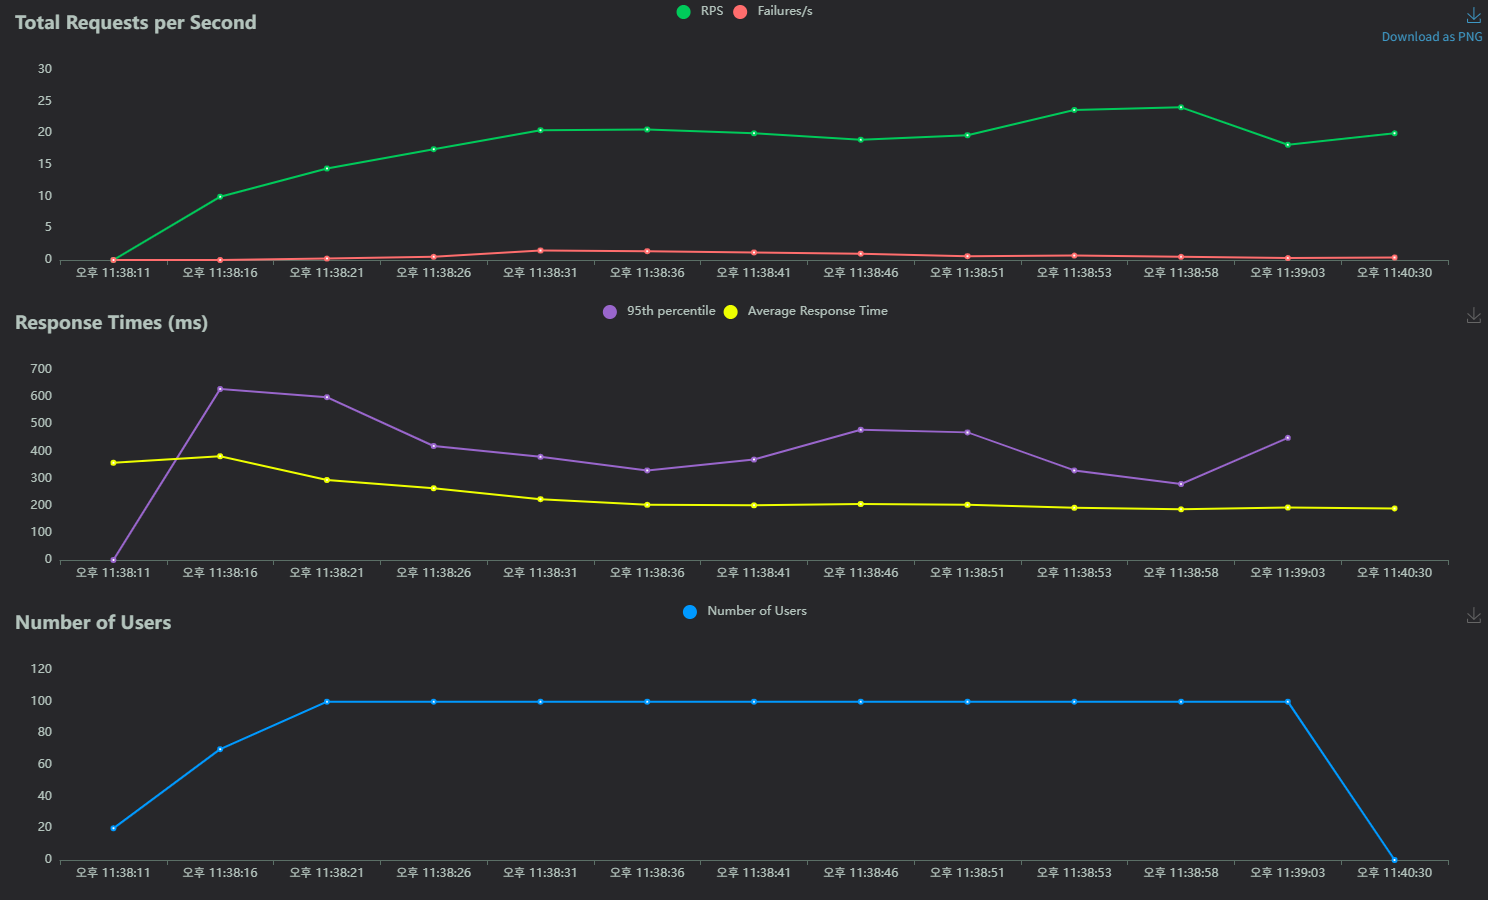 Total Requests per Second
RPS Failures/s
Download as PNG
30
25
20
15
10
5
0
오후 11:38:11 오후 11:38:16 오후 11:38:21 오후 11:38:26 오후 11:38:31 오후 11:38:36 오후 11:38:41 오후 11:38:46 오후 11:38:51 오후 11:38:53 오후 11:38:58 오후 11:39:03 오후 11:40:30
Response Times (ms)
95th percentile Average Response Time
700
600
500
400
300
200
100
0
오후 11:38:11 오후 11:38:16 오후 11:38:21 오후 11:38:26 오후 11:38:31 오후 11:38:36 오후 11:38:41 오후 11:38:46 오후 11:38:51 오후 11:38:53 오후 11:38:58 오후 11:39:03 오후 11:40:30
Number of Users
Number of Users
120
100
80
60
40
20
0
오후 11:38:11 오후 11:38:16 오후 11:38:21 오후 11:38:26 오후 11:38:31 오후 11:38:36 오후 11:38:41 오후 11:38:46 오후 11:38:51 오후 11:38:53 오후 11:38:58 오후 11:39:03 오후 11:40:30